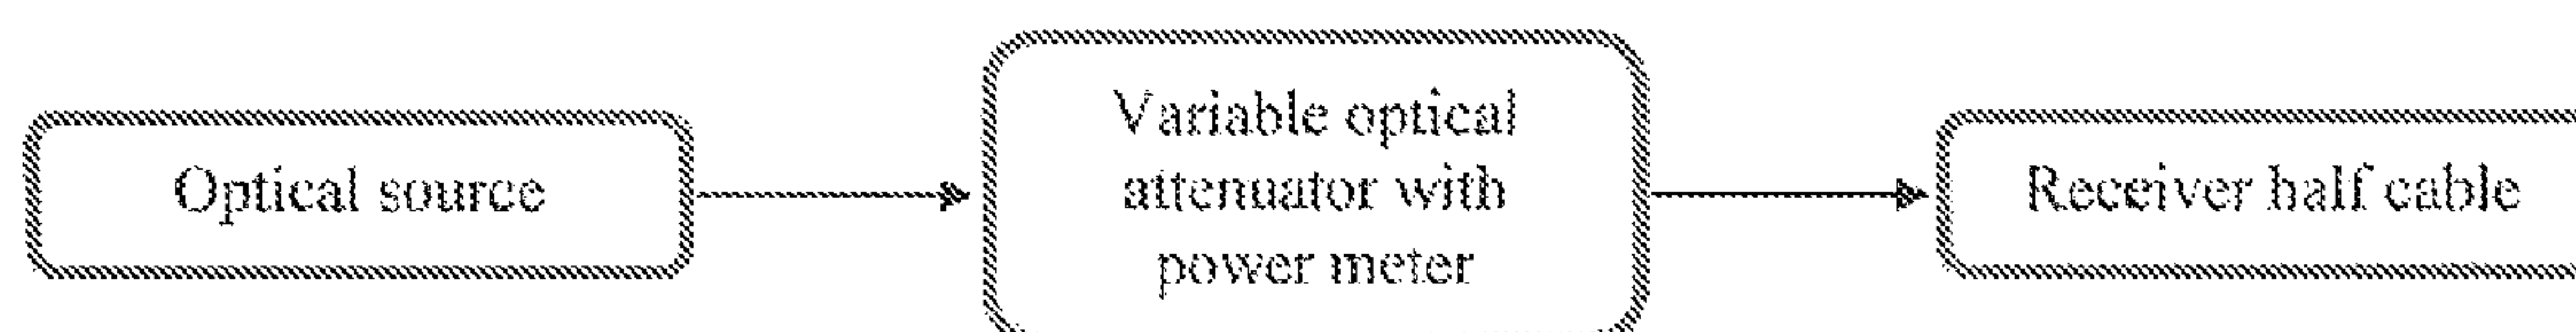 Optical source
Variable optical
attenuator with
power meter
Receiver half cable